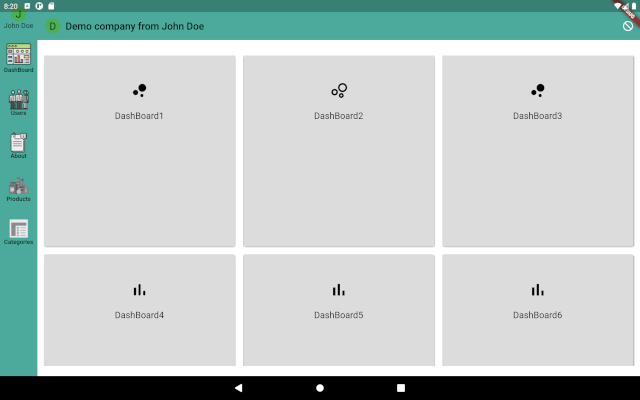 8:20
J
John Doe
D
Demo company from John Doe
DashBoard
Users
About
Products
Categories
DashBoard1
DashBoard2
DashBoard3
DashBoard4
DashBoard5
DashBoard6